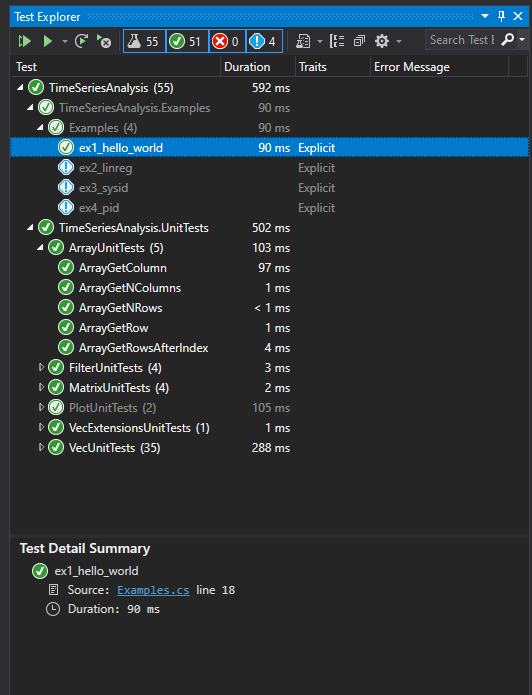 Test Explorer
55 51 0 4 Search Test E
Test Duration Traits Error Message
TimeSeriesAnalysis (55) 592 ms
TimeSeriesAnalysis.Examples 90 ms
Examples (4) 90 ms
ex1_hello_world 90 ms Explicit
ex2_linreg Explicit
ex3_sysid Explicit
ex4_pid Explicit
TimeSeriesAnalysis.UnitTests 502 ms
ArrayUnitTests (5) 103 ms
ArrayGetColumn 97 ms
ArrayGetNColumns 1 ms
ArrayGetNRows < 1 ms
ArrayGetRow 1 ms
ArrayGetRowsAfterIndex 4 ms
FilterUnitTests (4) 3 ms
MatrixUnitTests (4) 2 ms
PlotUnitTests (2) 105 ms
VecExtensionsUnitTests (1) 1 ms
VecUnitTests (35) 288 ms
Test Detail Summary
ex1_hello_world
Source: Examples.cs line 18
Duration: 90 ms